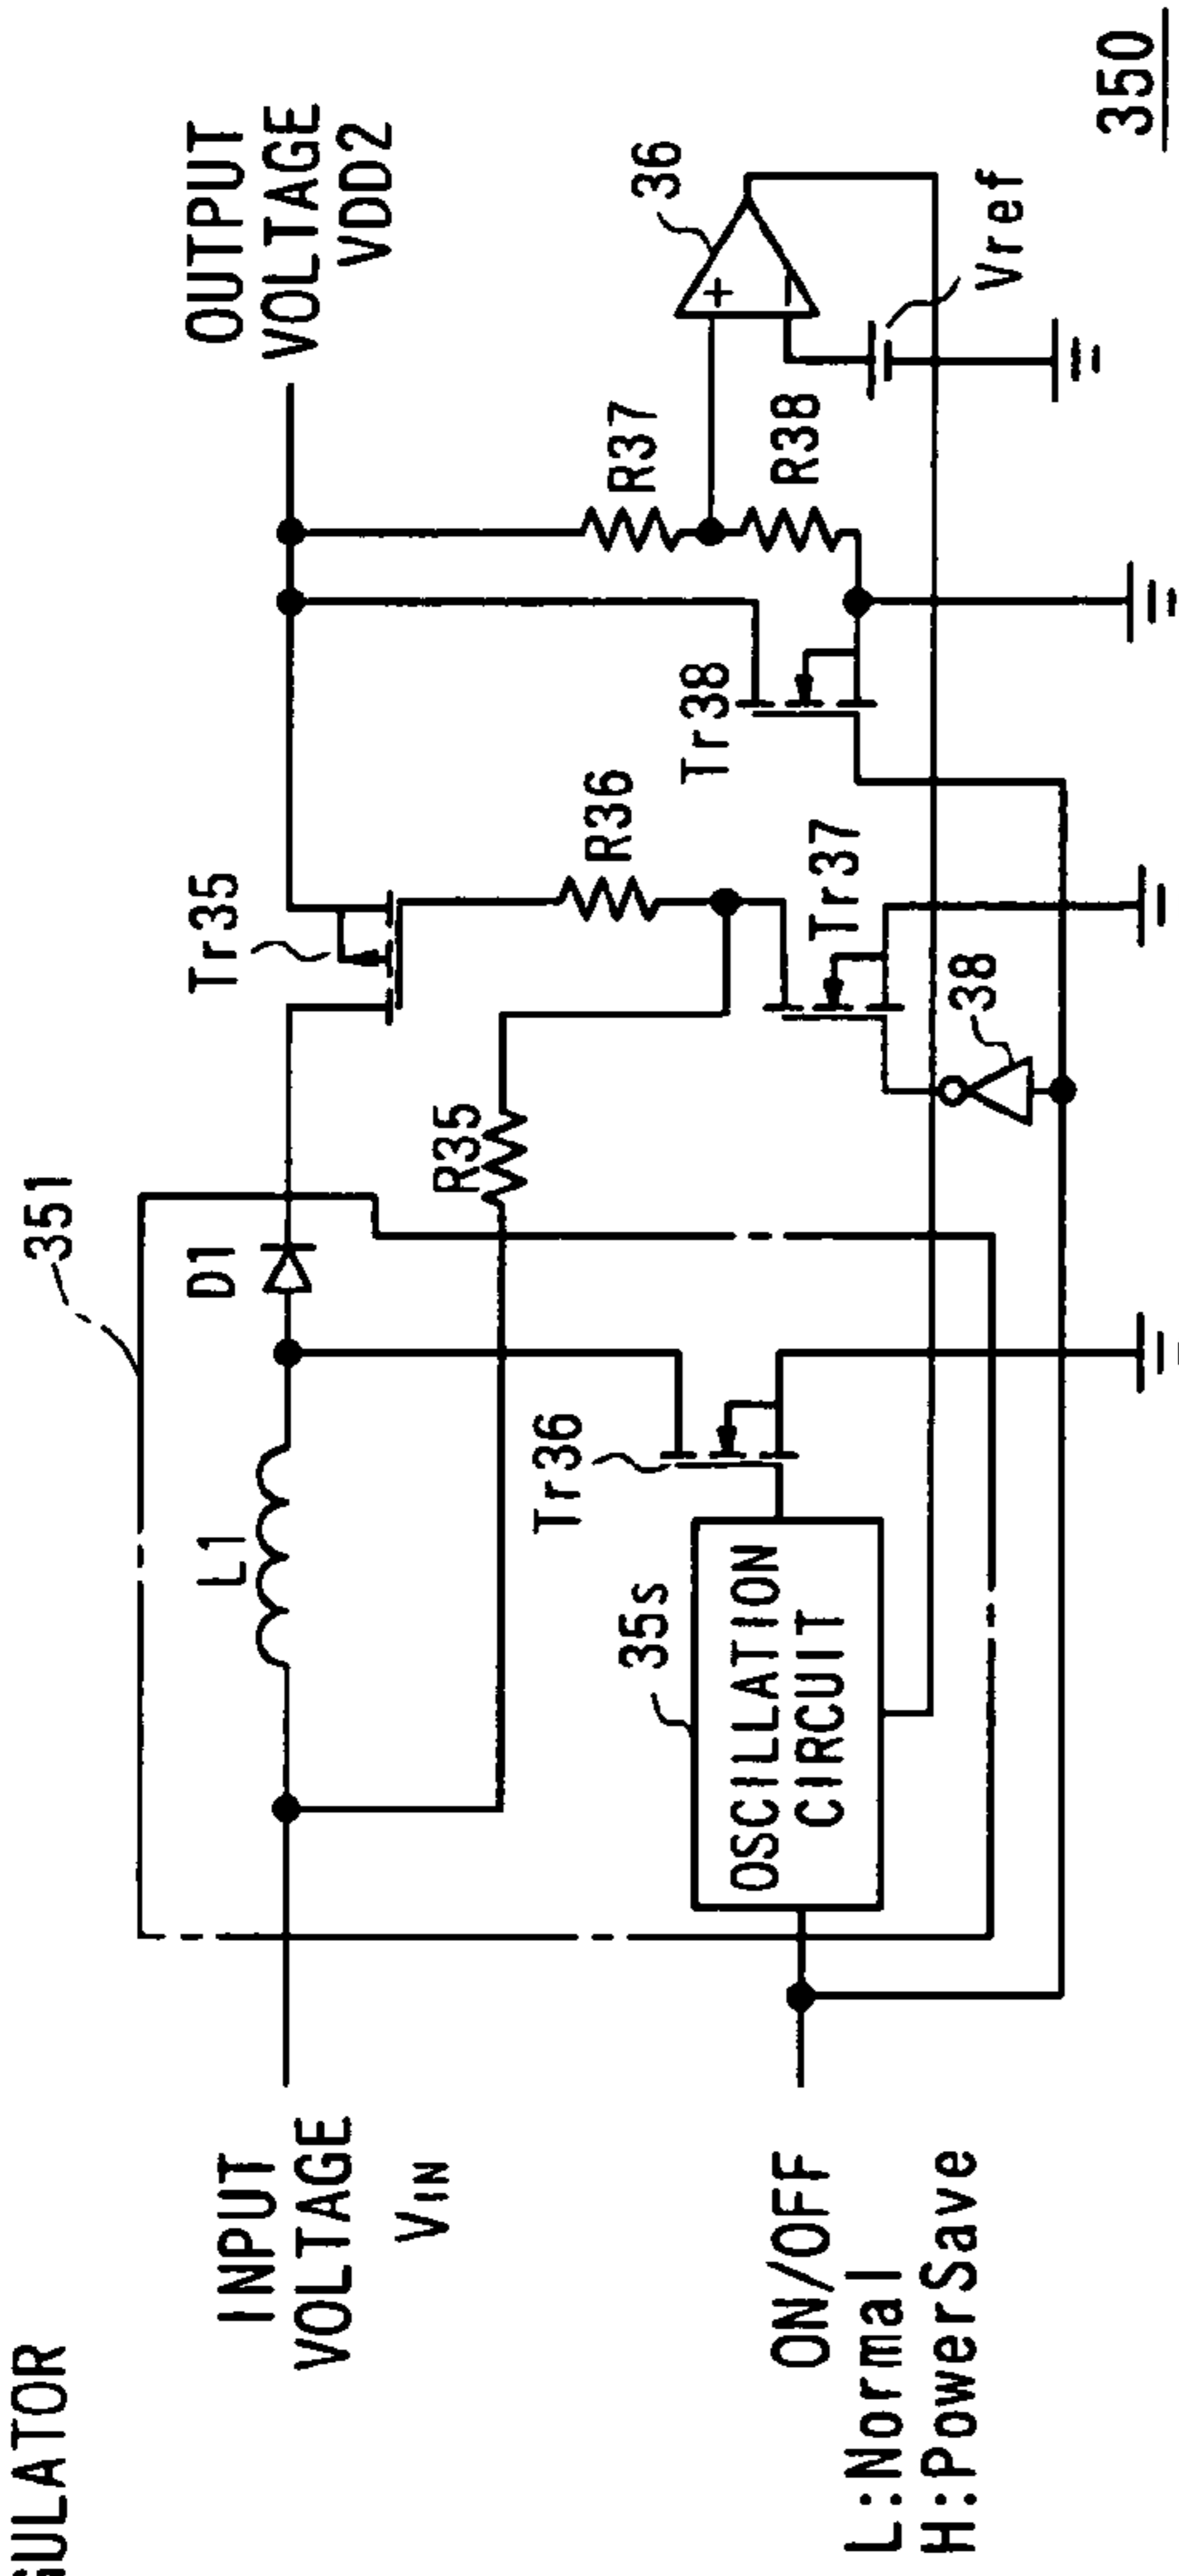 GULATOR
351
INPUT
VOLTAGE
VIN
L1
D1
Tr35
OUTPUT
VOLTAGE
VDD2
R35
R36
R37
36
+
−
R38
Tr36
Tr37
Tr38
Vref
35s
OSCILLATION
CIRCUIT
38
ON/OFF
L:Normal
H:PowerSave
350